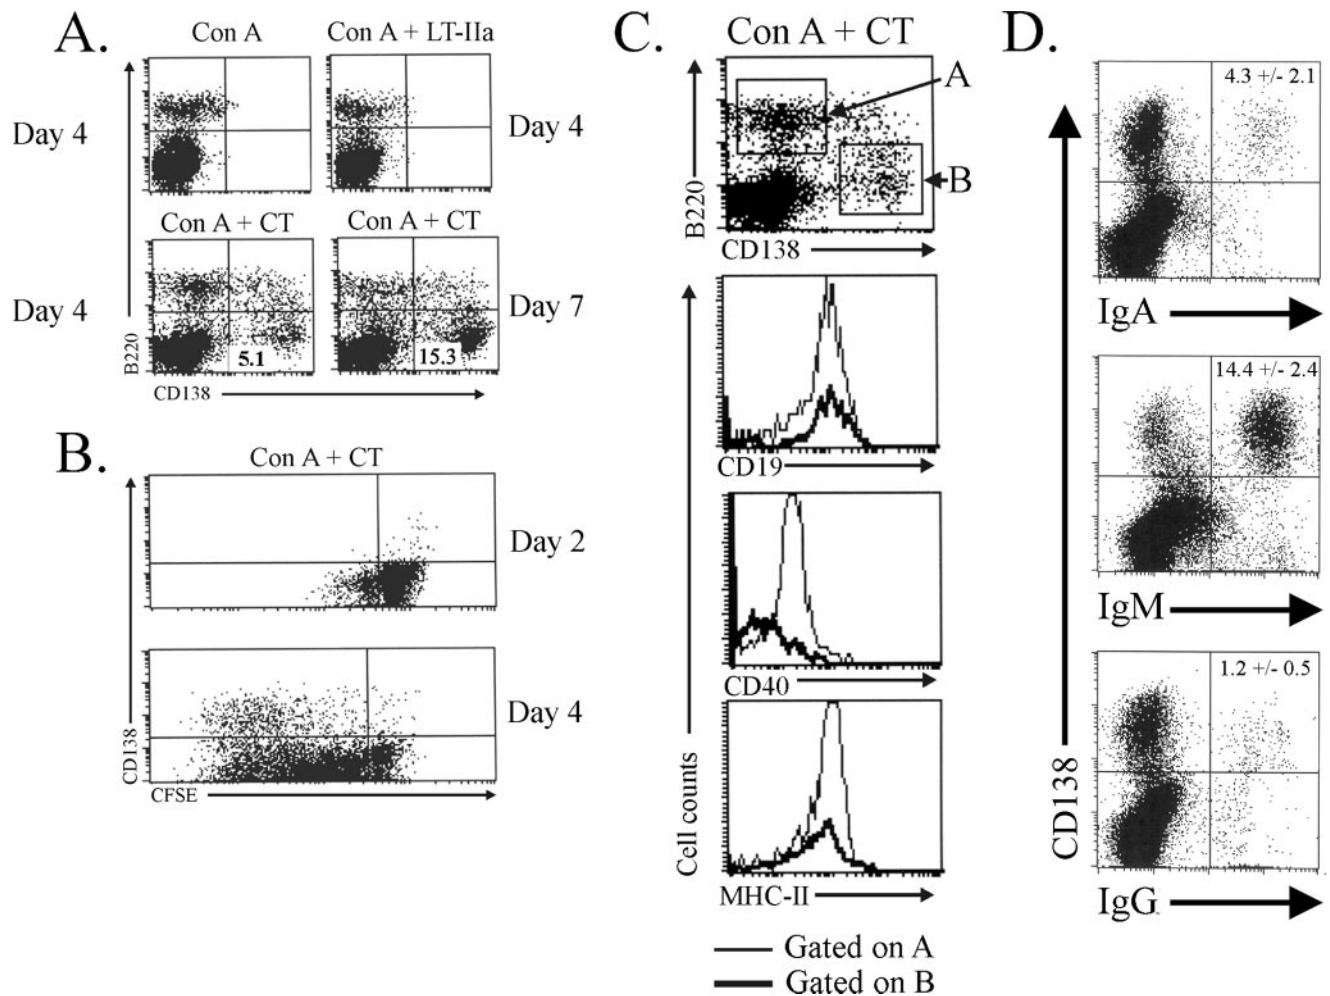 A.
Con A
Con A + LT-IIa
Day 4
Day 4
Con A + CT
Con A + CT
Day 4
Day 7
5.1
15.3
B220
CD138
B.
Con A + CT
Day 2
Day 4
CD138
CFSE
C.
Con A + CT
A
B
B220
CD138
CD19
CD40
MHC-II
Cell counts
Gated on A
Gated on B
D.
4.3 +/- 2.1
IgA
14.4 +/- 2.4
IgM
1.2 +/- 0.5
IgG
CD138